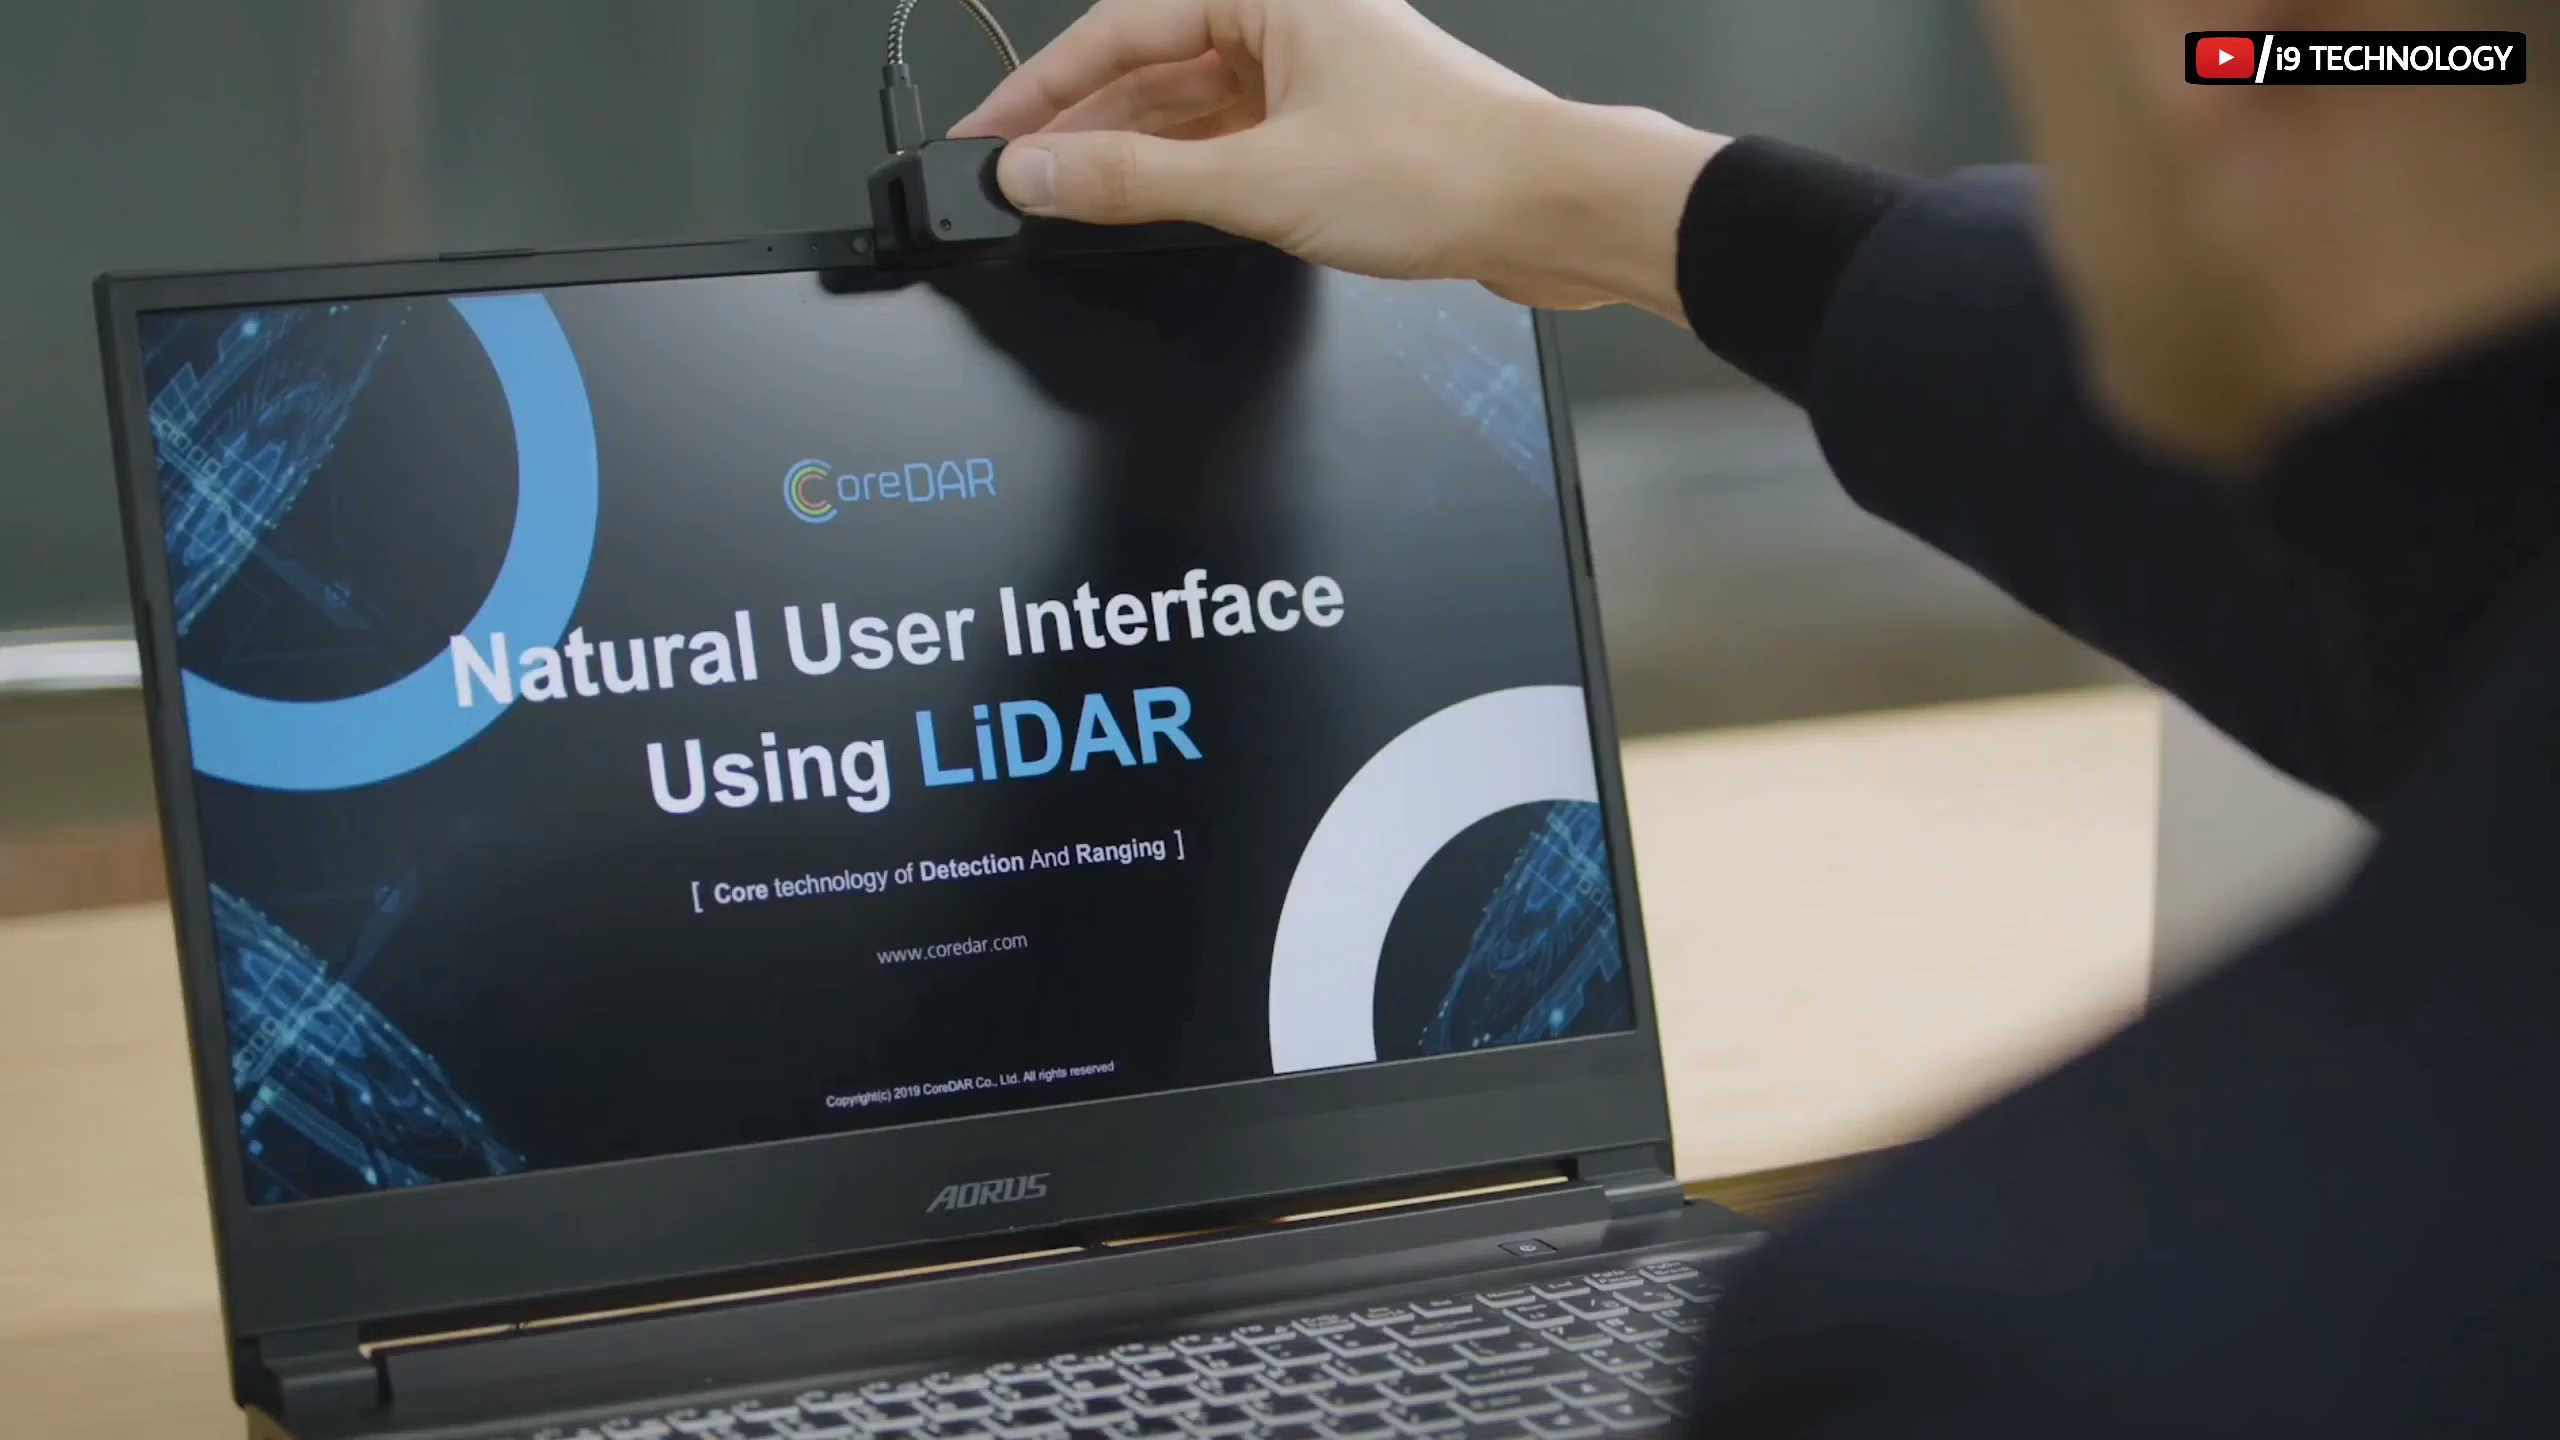 i9 TECHNOLOGY
CoreDAR
Natural User Interface
Using LiDAR
[ Core technology of Detection And Ranging ]
www.coredar.com
Copyright(c) 2019 CoreDAR Co., Ltd. All rights reserved
AORUS